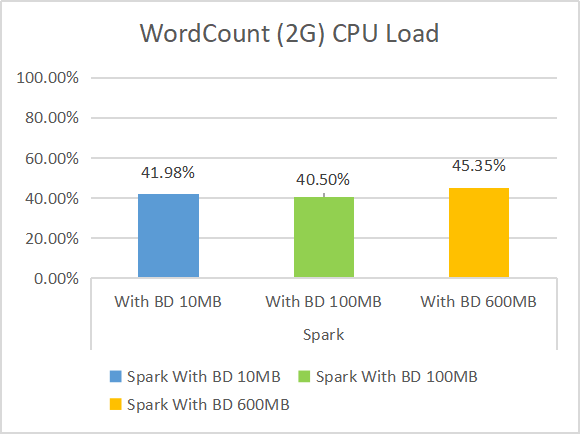 WordCount (2G) CPU Load
100.00%
80.00%
60.00%
40.00%
20.00%
0.00%
41.98%
40.50%
45.35%
With BD 10MB
With BD 100MB
With BD 600MB
Spark
Spark With BD 10MB
Spark With BD 100MB
Spark With BD 600MB